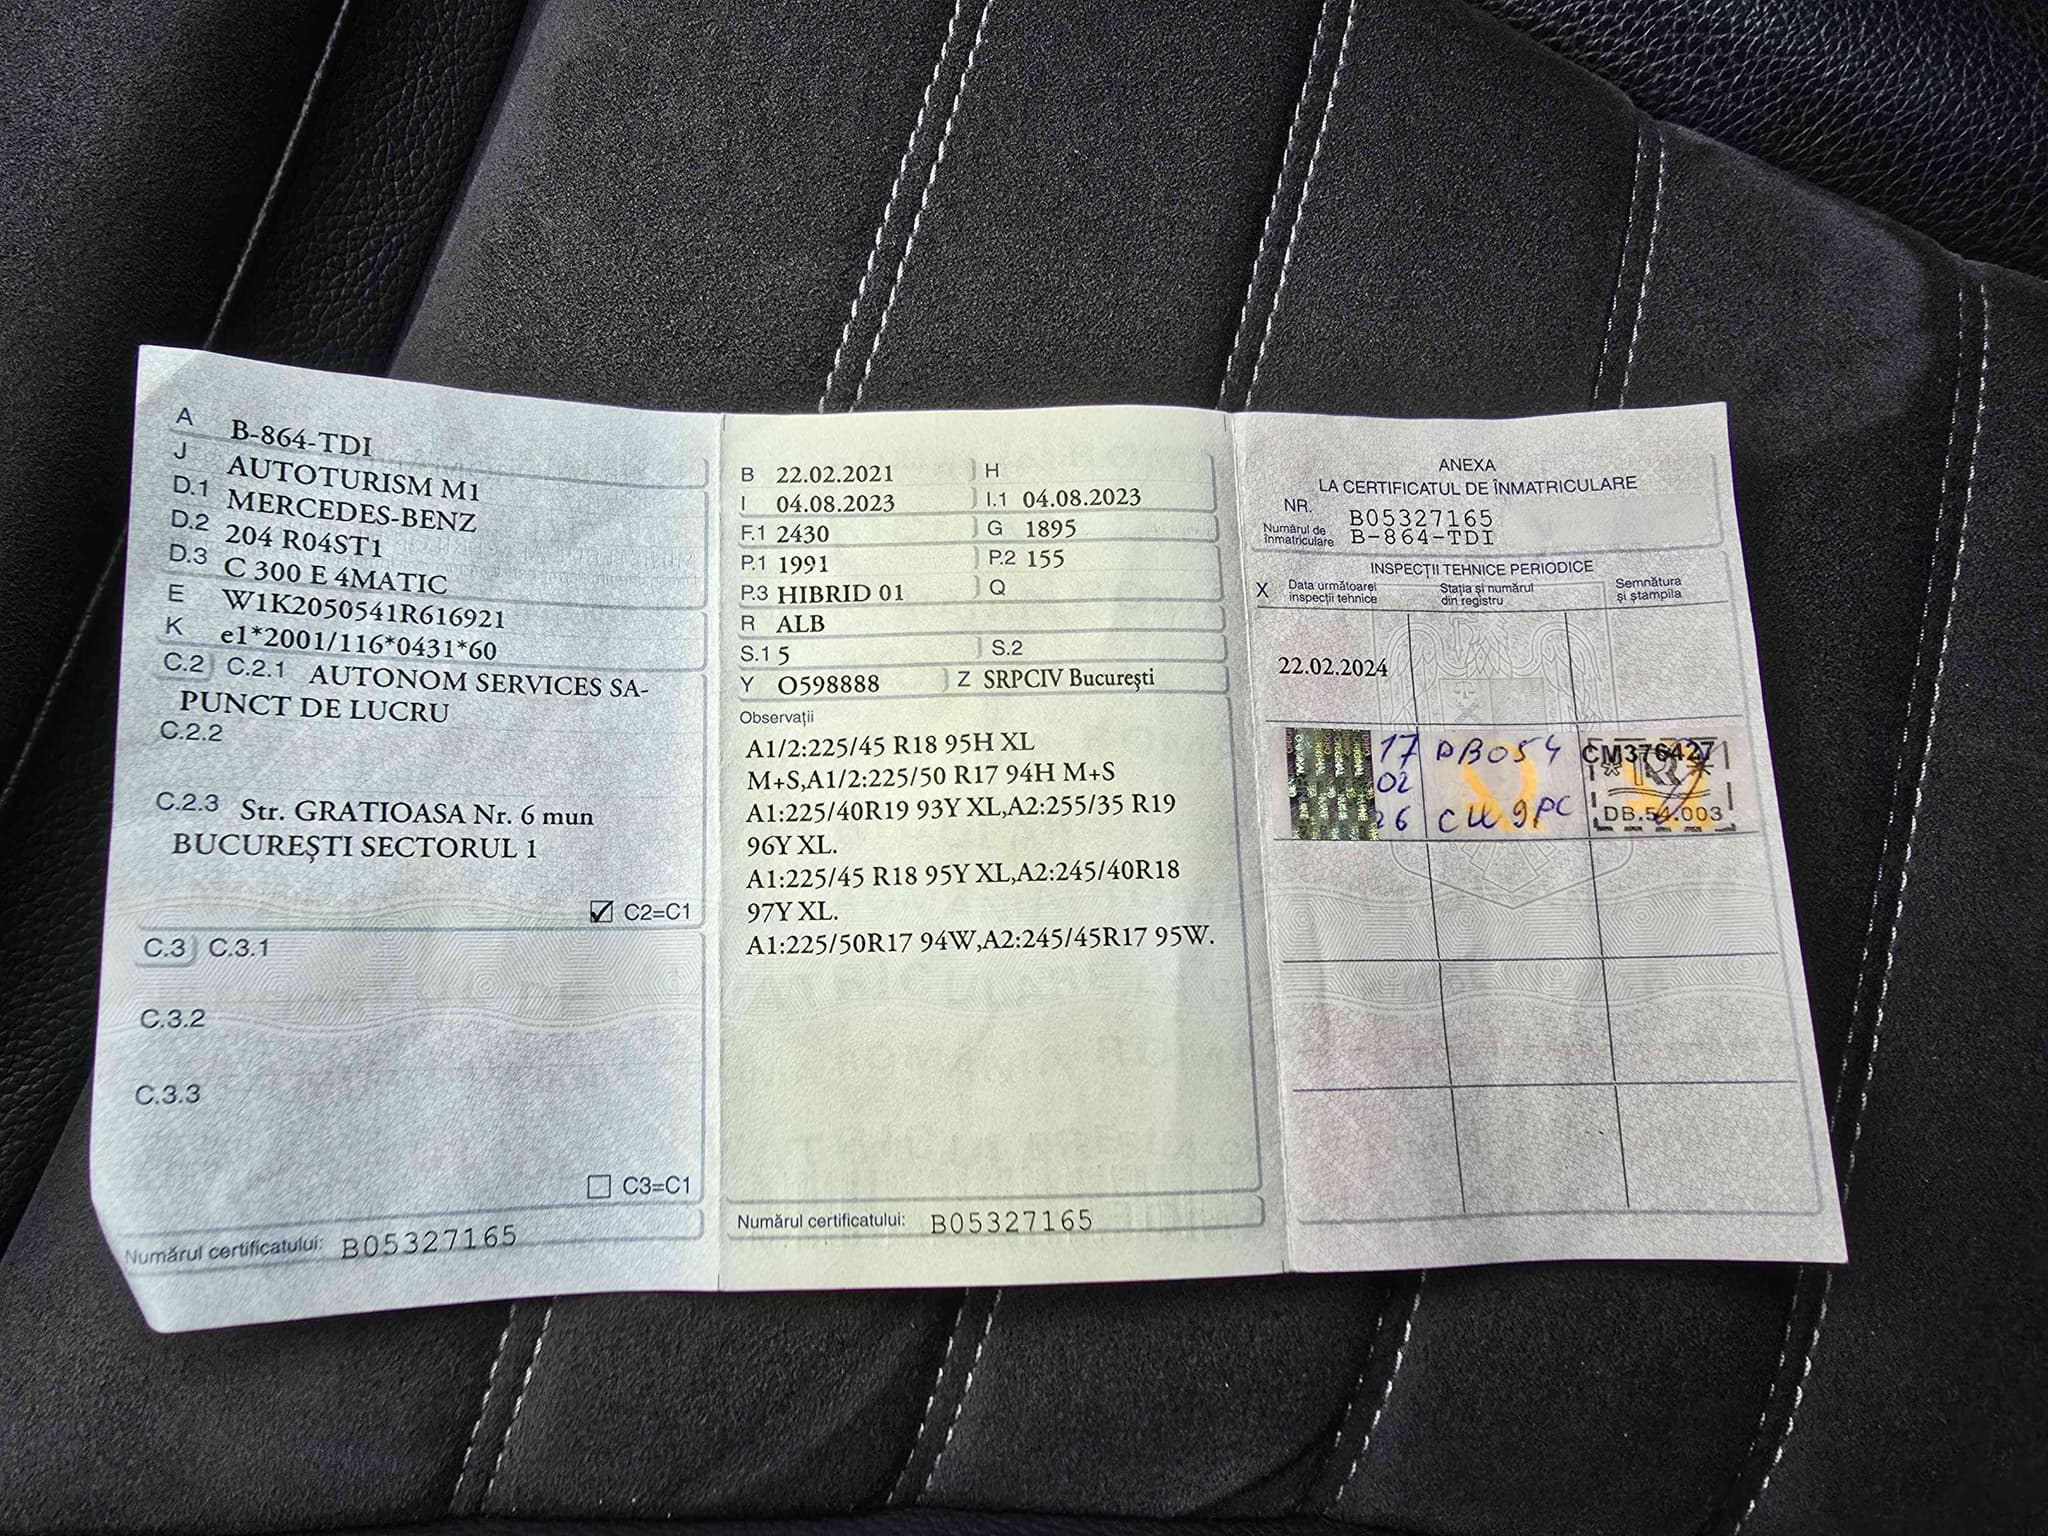 A B-864-TDI
J AUTOTURISM M1
D.1 MERCEDES-BENZ
D.2 204 R04ST1
D.3 C 300 E 4MATIC
E W1K2050541R616921
K e1*2001/116*0431*60
C.2 C.2.1 AUTONOM SERVICES SA-
PUNCT DE LUCRU
C.2.2
C.2.3 Str. GRATIOASA Nr. 6 mun
BUCUREŞTI SECTORUL 1
C2=C1
C.3 C.3.1
C.3.2
C.3.3
C3=C1
Numărul certificatului: B05327165
B 22.02.2021 H
I 04.08.2023 I.1 04.08.2023
F.1 2430 G 1895
P.1 1991 P.2 155
P.3 HIBRID 01 Q
R ALB
S.1 5 S.2
Y O598888 Z SRPCIV Bucureşti
Observaţii
A1/2:225/45 R18 95H XL
M+S,A1/2:225/50 R17 94H M+S
A1:225/40R19 93Y XL,A2:255/35 R19
96Y XL.
A1:225/45 R18 95Y XL,A2:245/40R18
97Y XL.
A1:225/50R17 94W,A2:245/45R17 95W.
Numărul certificatului: B05327165
ANEXA
LA CERTIFICATUL DE ÎNMATRICULARE
NR. B05327165
Numărul de
înmatriculare B-864-TDI
INSPECŢII TEHNICE PERIODICE
X Data următoarei
inspecţii tehnice
Staţia şi numărul
din registru
Semnătura
şi ştampila
22.02.2024
17 DB054 CM376427
02
26
DB.54.003